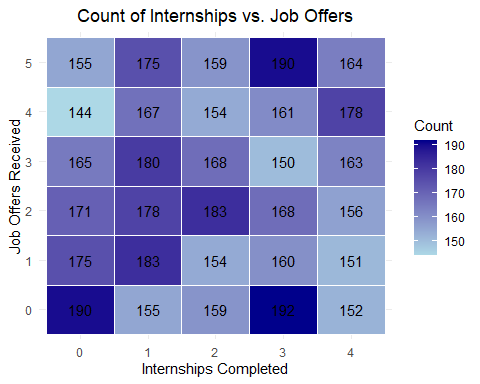 Count of Internships vs. Job Offers
Job Offers Received
5
155 175 159 190 164
4
144 167 154 161 178
3
165 180 168 150 163
2
171 178 183 168 156
1
175 183 154 160 151
0
190 155 159 192 152
0 1 2 3 4
Internships Completed
Count
190
180
170
160
150